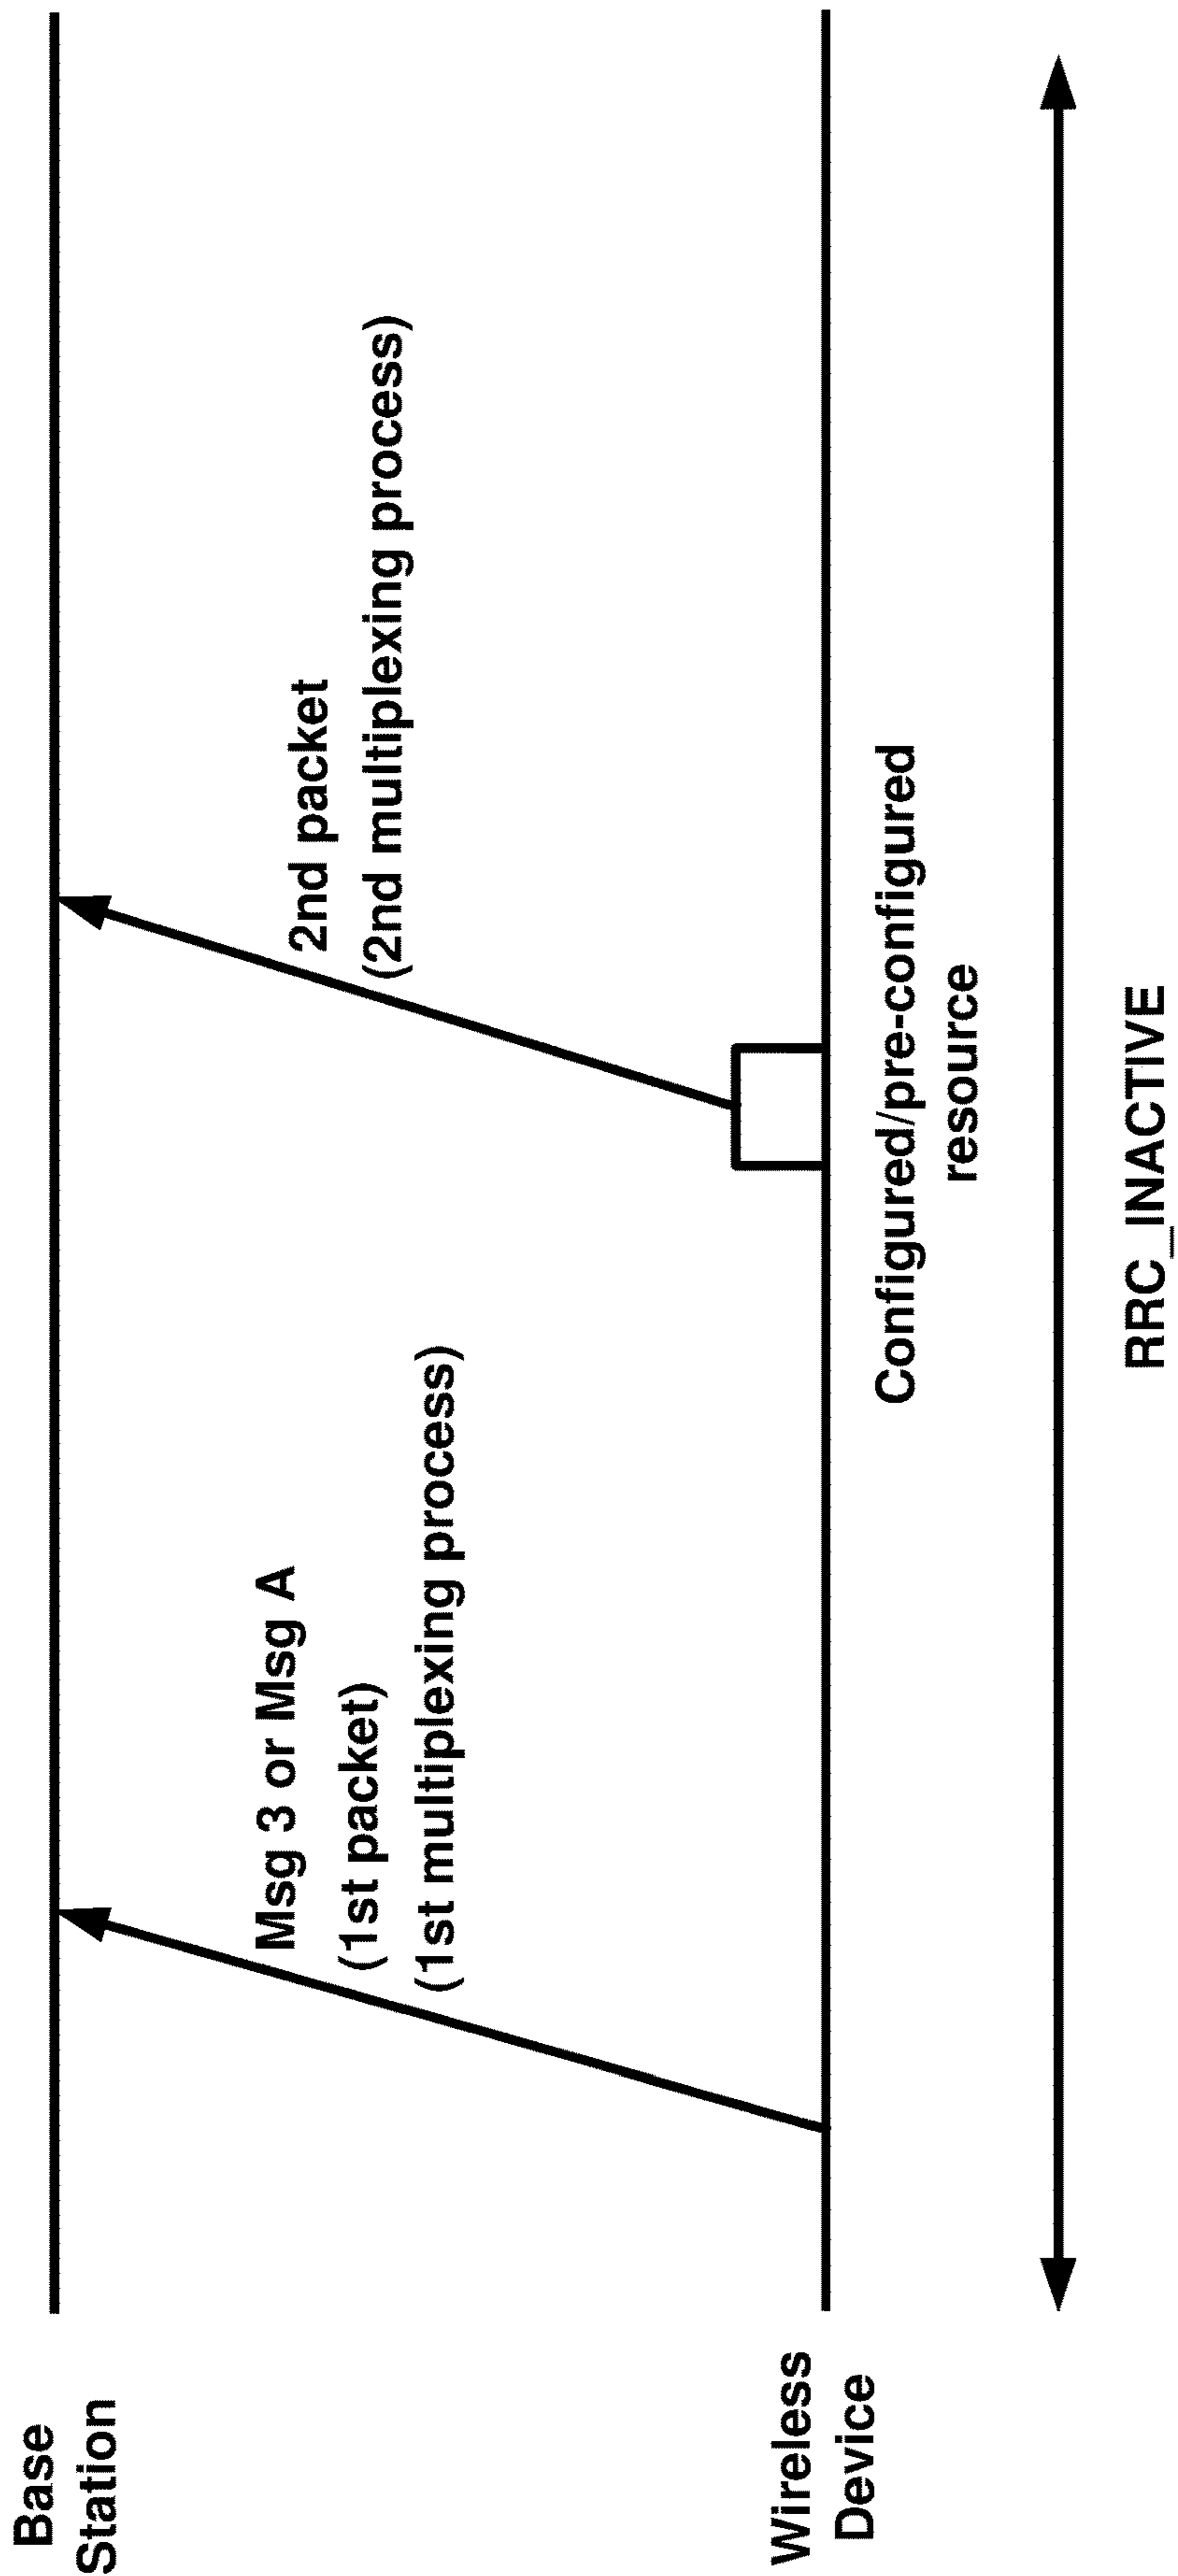 Base
Station
Msg 3 or Msg A
(1st packet)
(1st multiplexing process)
2nd packet
(2nd multiplexing process)
Wireless
Device
Configured/pre-configured
resource
RRC_INACTIVE